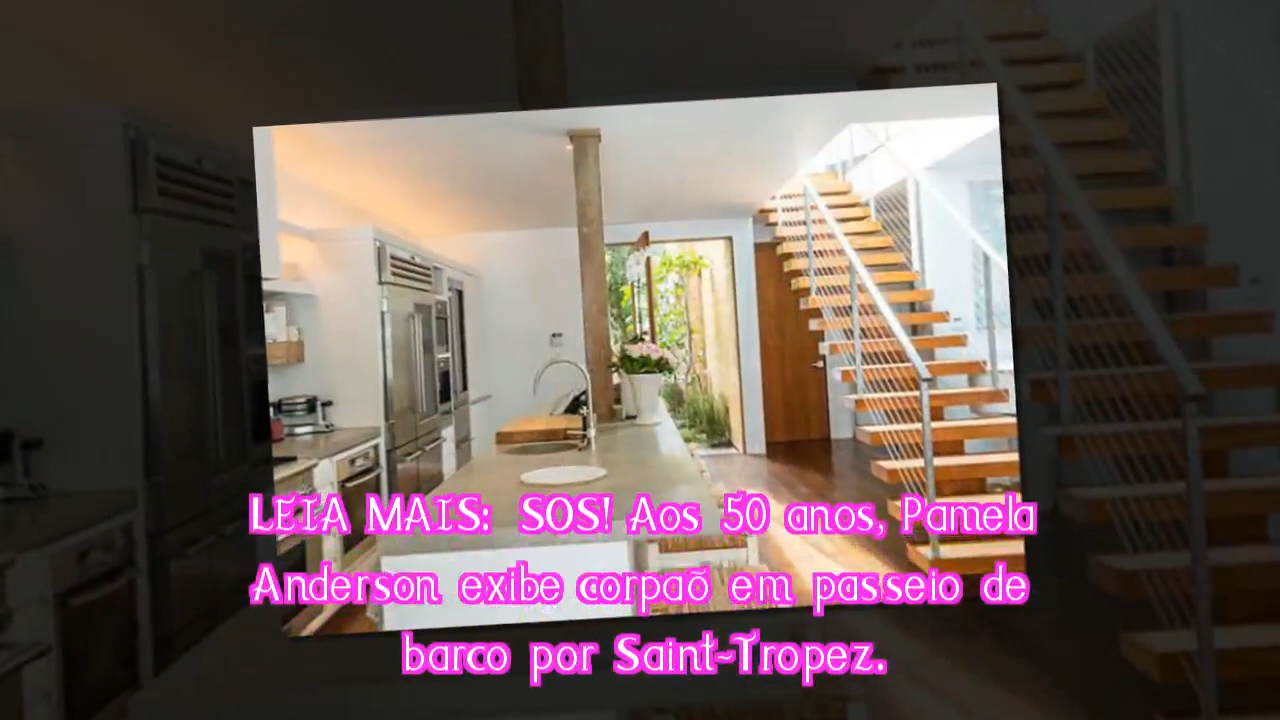 LEIA MAIS: SOS! Aos 50 anos, Pamela
Anderson exibe corpaõ em passeio de
barco por Saint-Tropez.